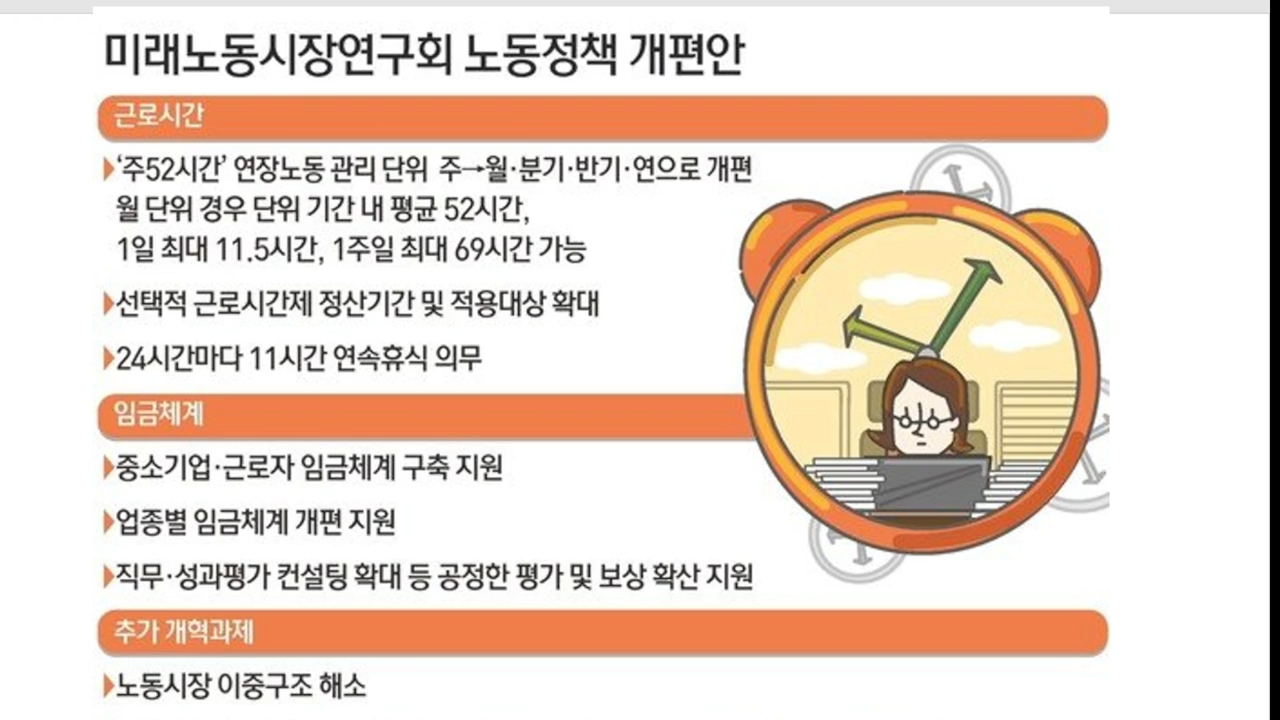 미래노동시장연구회 노동정책 개편안
근로시간
‘주52시간’ 연장노동 관리 단위 주→월·분기·반기·연으로 개편
월 단위 경우 단위 기간 내 평균 52시간,
1일 최대 11.5시간, 1주일 최대 69시간 가능
선택적 근로시간제 정산기간 및 적용대상 확대
24시간마다 11시간 연속휴식 의무
임금체계
중소기업·근로자 임금체계 구축 지원
업종별 임금체계 개편 지원
직무·성과평가 컨설팅 확대 등 공정한 평가 및 보상 확산 지원
추가 개혁과제
노동시장 이중구조 해소